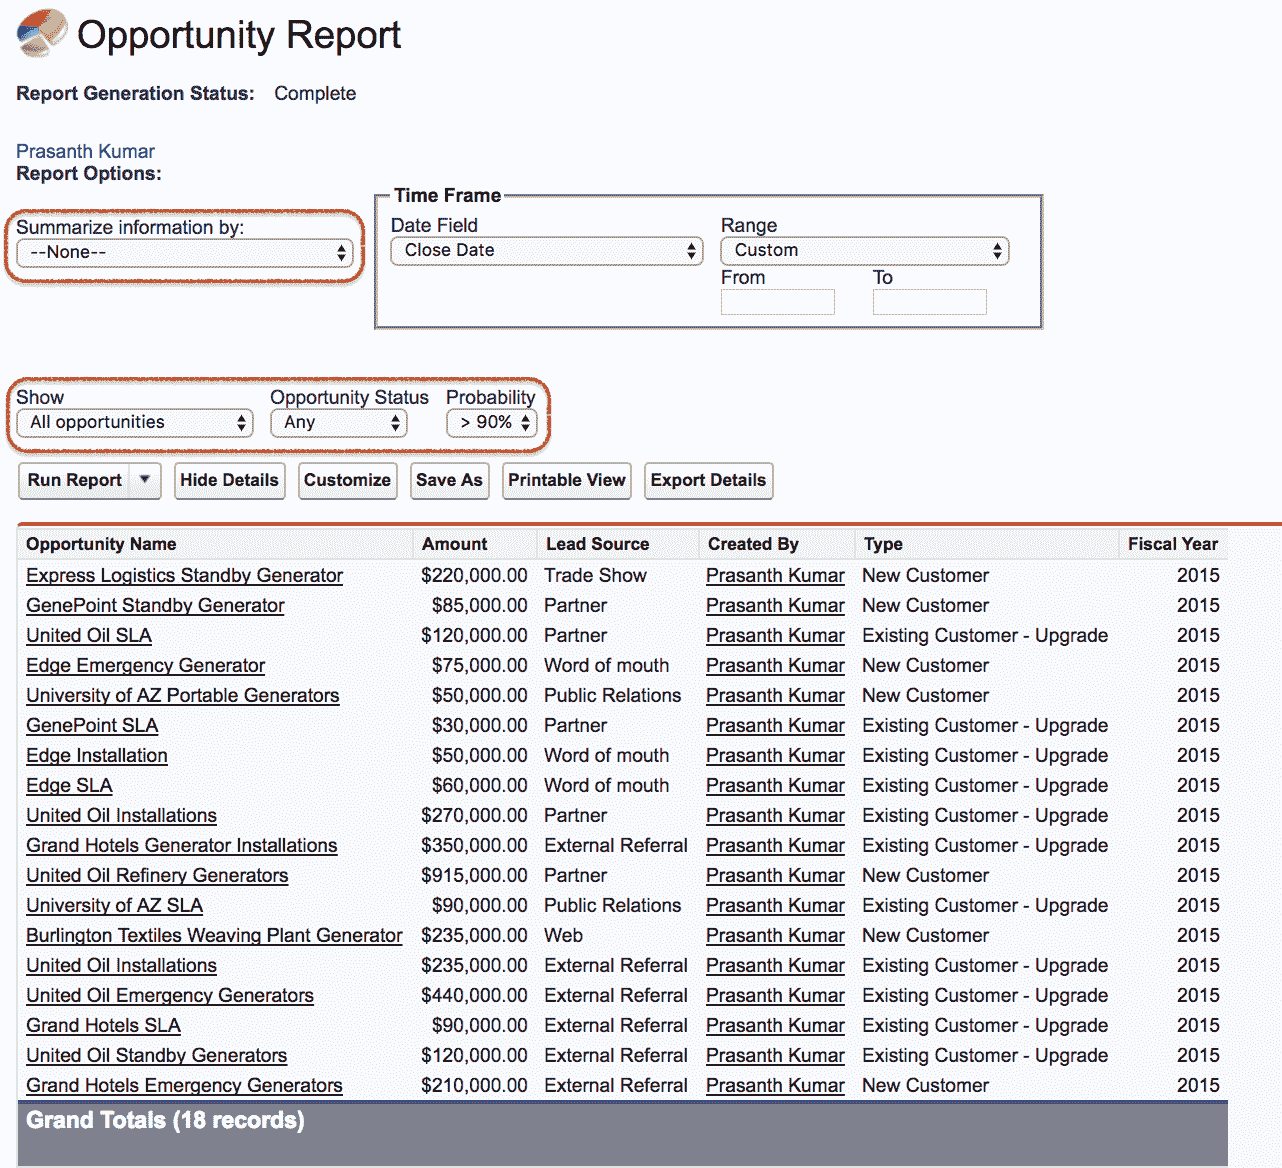 Opportunity Report
Report Generation Status: Complete
Prasanth Kumar
Report Options:
Summarize information by:
--None--
Time Frame
Date Field Range
Close Date Custom
From To
Show Opportunity Status Probability
All opportunities Any > 90%
Run Report Hide Details Customize Save As Printable View Export Details
Opportunity Name Amount Lead Source Created By Type Fiscal Year
Express Logistics Standby Generator $220,000.00 Trade Show Prasanth Kumar New Customer 2015
GenePoint Standby Generator $85,000.00 Partner Prasanth Kumar New Customer 2015
United Oil SLA $120,000.00 Partner Prasanth Kumar Existing Customer - Upgrade 2015
Edge Emergency Generator $75,000.00 Word of mouth Prasanth Kumar New Customer 2015
University of AZ Portable Generators $50,000.00 Public Relations Prasanth Kumar New Customer 2015
GenePoint SLA $30,000.00 Partner Prasanth Kumar Existing Customer - Upgrade 2015
Edge Installation $50,000.00 Word of mouth Prasanth Kumar Existing Customer - Upgrade 2015
Edge SLA $60,000.00 Word of mouth Prasanth Kumar Existing Customer - Upgrade 2015
United Oil Installations $270,000.00 Partner Prasanth Kumar Existing Customer - Upgrade 2015
Grand Hotels Generator Installations $350,000.00 External Referral Prasanth Kumar Existing Customer - Upgrade 2015
United Oil Refinery Generators $915,000.00 Partner Prasanth Kumar New Customer 2015
University of AZ SLA $90,000.00 Public Relations Prasanth Kumar Existing Customer - Upgrade 2015
Burlington Textiles Weaving Plant Generator $235,000.00 Web Prasanth Kumar New Customer 2015
United Oil Installations $235,000.00 External Referral Prasanth Kumar Existing Customer - Upgrade 2015
United Oil Emergency Generators $440,000.00 External Referral Prasanth Kumar Existing Customer - Upgrade 2015
Grand Hotels SLA $90,000.00 External Referral Prasanth Kumar Existing Customer - Upgrade 2015
United Oil Standby Generators $120,000.00 External Referral Prasanth Kumar Existing Customer - Upgrade 2015
Grand Hotels Emergency Generators $210,000.00 External Referral Prasanth Kumar New Customer 2015
Grand Totals (18 records)